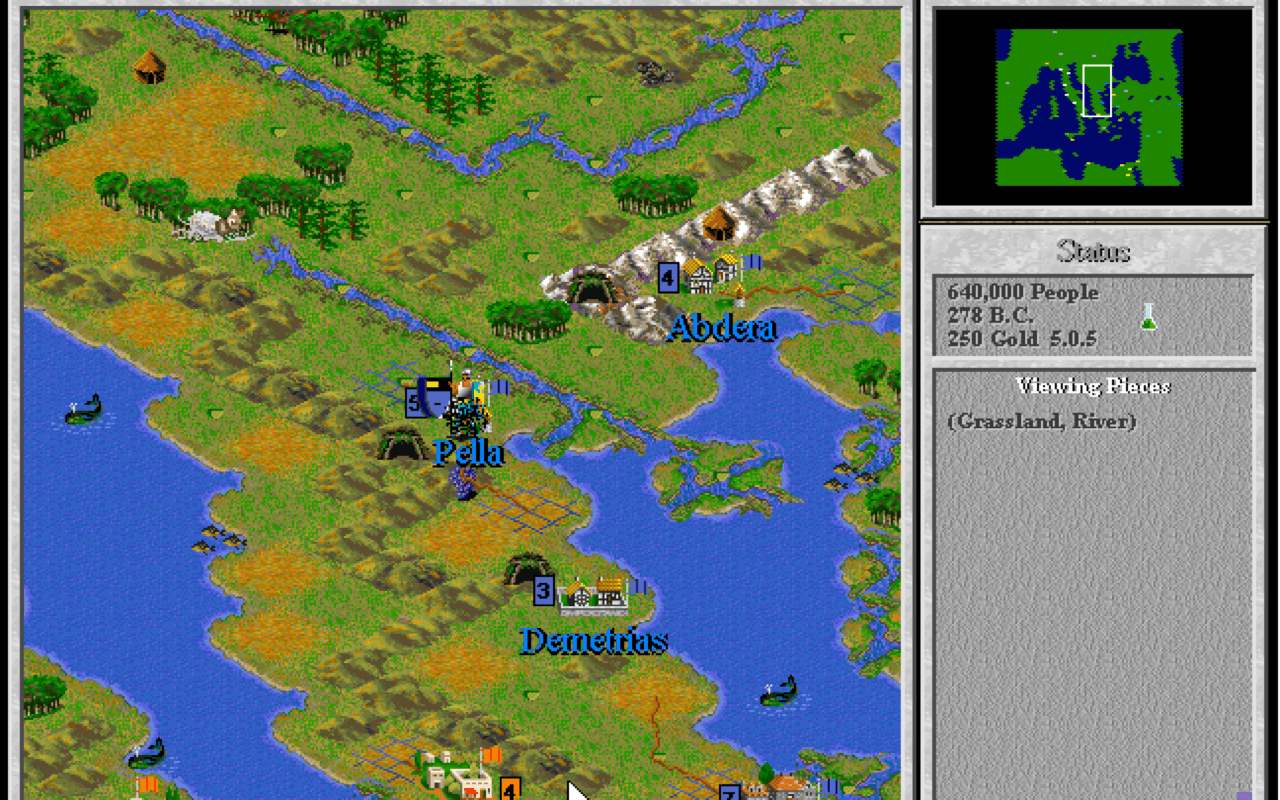 Status
640,000 People
278 B.C.
250 Gold 5.0.5
Viewing Pieces
(Grassland, River)
4
Abdera
5
-
Pella
3
Demetrias
4
7